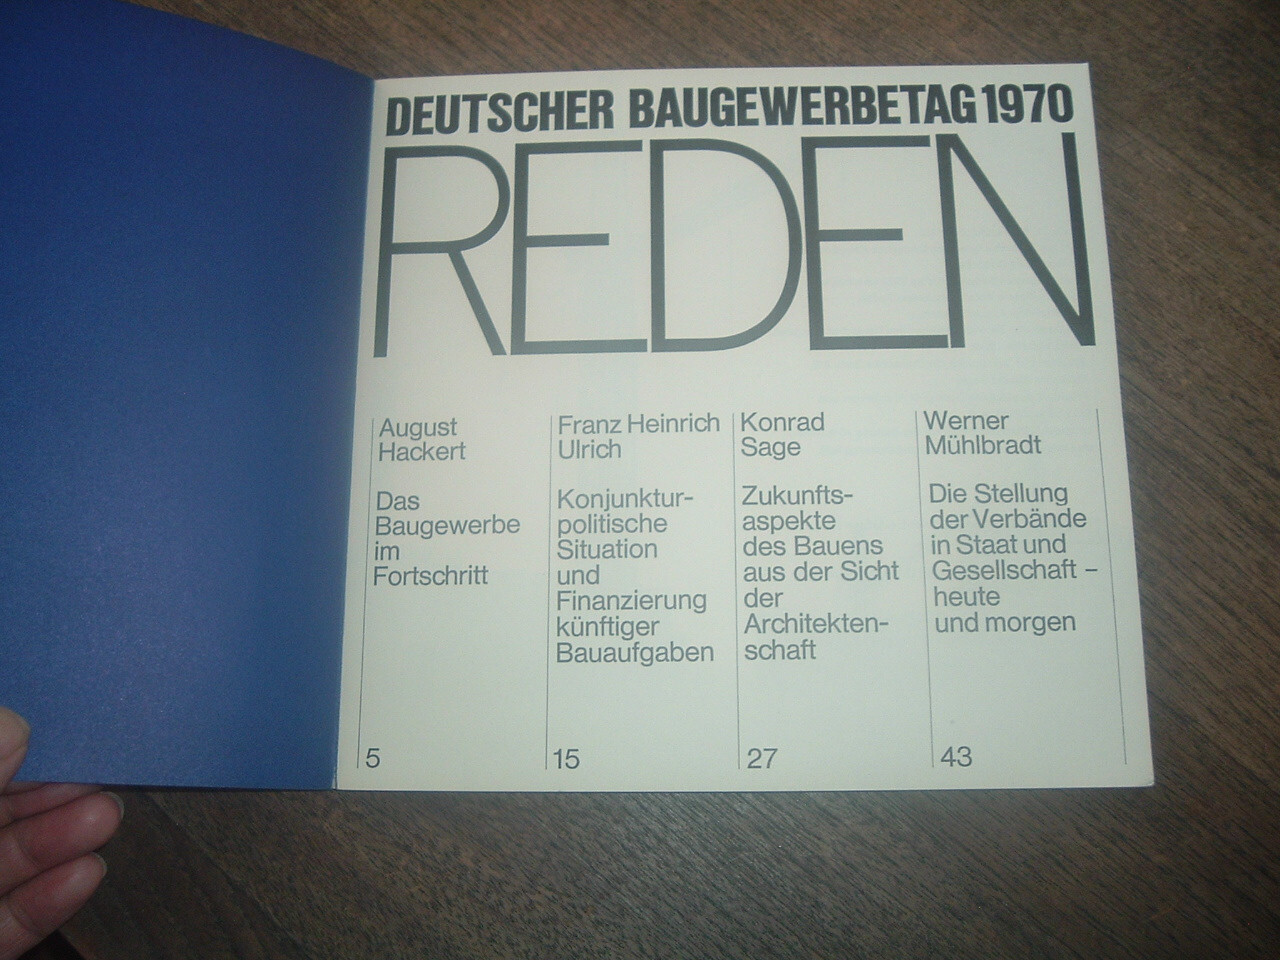 DEUTSCHER BAUGEWERBETAG 1970
REDEN
August
Hackert
Das
Baugewerbe
im
Fortschritt
5
Franz Heinrich
Ulrich
Konjunktur-
politische
Situation
und
Finanzierung
künftiger
Bauaufgaben
15
Konrad
Sage
Zukunfts-
aspekte
des Bauens
aus der Sicht
der
Architekten-
schaft
27
Werner
Mühlbradt
Die Stellung
der Verbände
in Staat und
Gesellschaft –
heute
und morgen
43